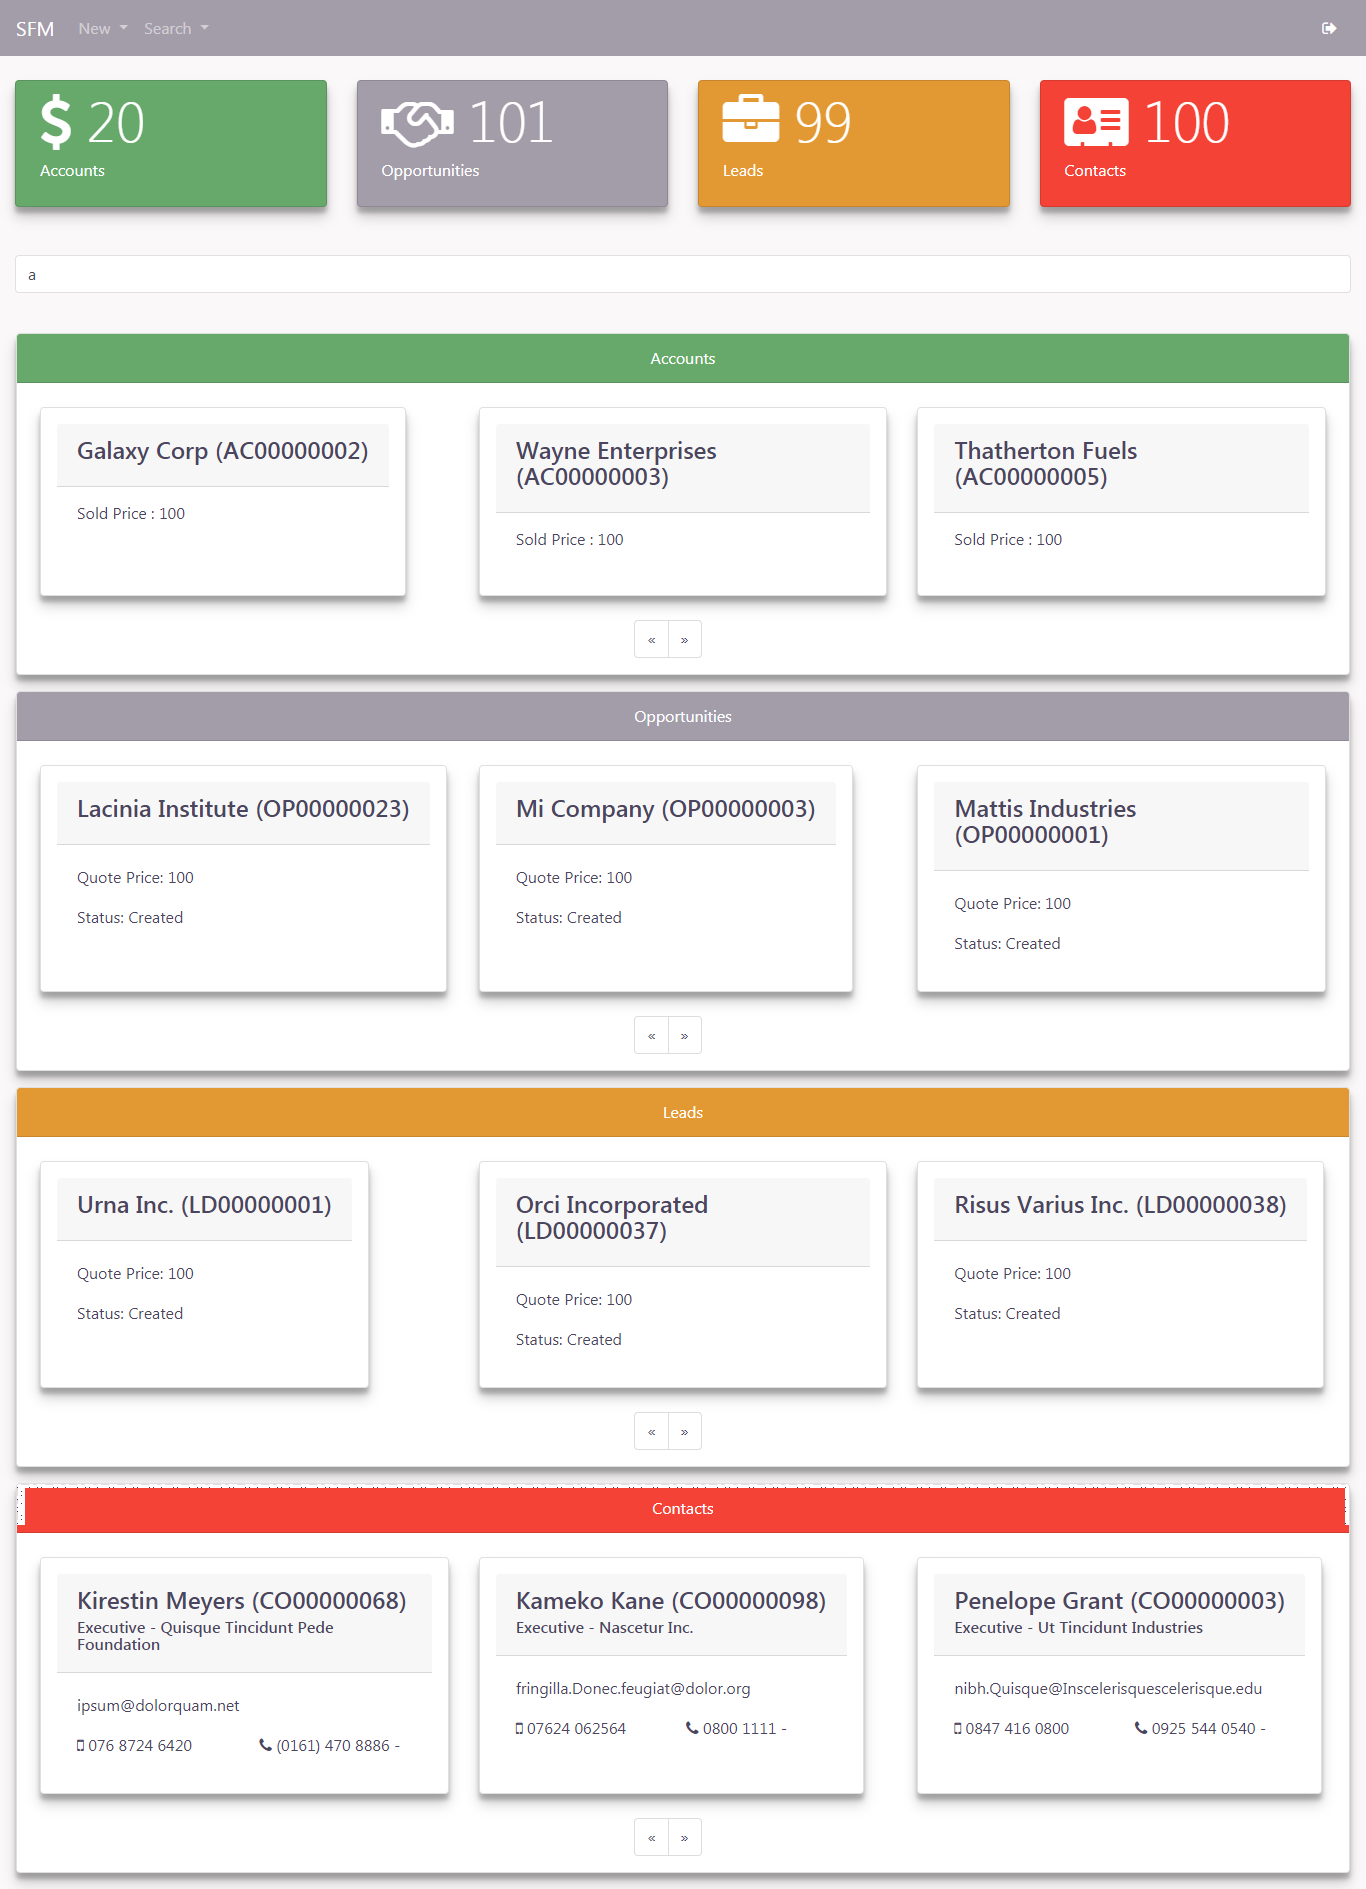 SFM New Search
20
Accounts
101
Opportunities
99
Leads
100
Contacts
a
Accounts
Galaxy Corp (AC00000002)
Sold Price : 100
Wayne Enterprises
(AC00000003)
Sold Price : 100
Thatherton Fuels
(AC00000005)
Sold Price : 100
« »
Opportunities
Lacinia Institute (OP00000023)
Quote Price: 100
Status: Created
Mi Company (OP00000003)
Quote Price: 100
Status: Created
Mattis Industries
(OP00000001)
Quote Price: 100
Status: Created
« »
Leads
Urna Inc. (LD00000001)
Quote Price: 100
Status: Created
Orci Incorporated
(LD00000037)
Quote Price: 100
Status: Created
Risus Varius Inc. (LD00000038)
Quote Price: 100
Status: Created
« »
Contacts
Kirestin Meyers (CO00000068)
Executive - Quisque Tincidunt Pede
Foundation
ipsum@dolorquam.net
076 8724 6420 (0161) 470 8886 -
Kameko Kane (CO00000098)
Executive - Nascetur Inc.
fringilla.Donec.feugiat@dolor.org
07624 062564 0800 1111 -
Penelope Grant (CO00000003)
Executive - Ut Tincidunt Industries
nibh.Quisque@Inscelerisquescelerisque.edu
0847 416 0800 0925 544 0540 -
« »